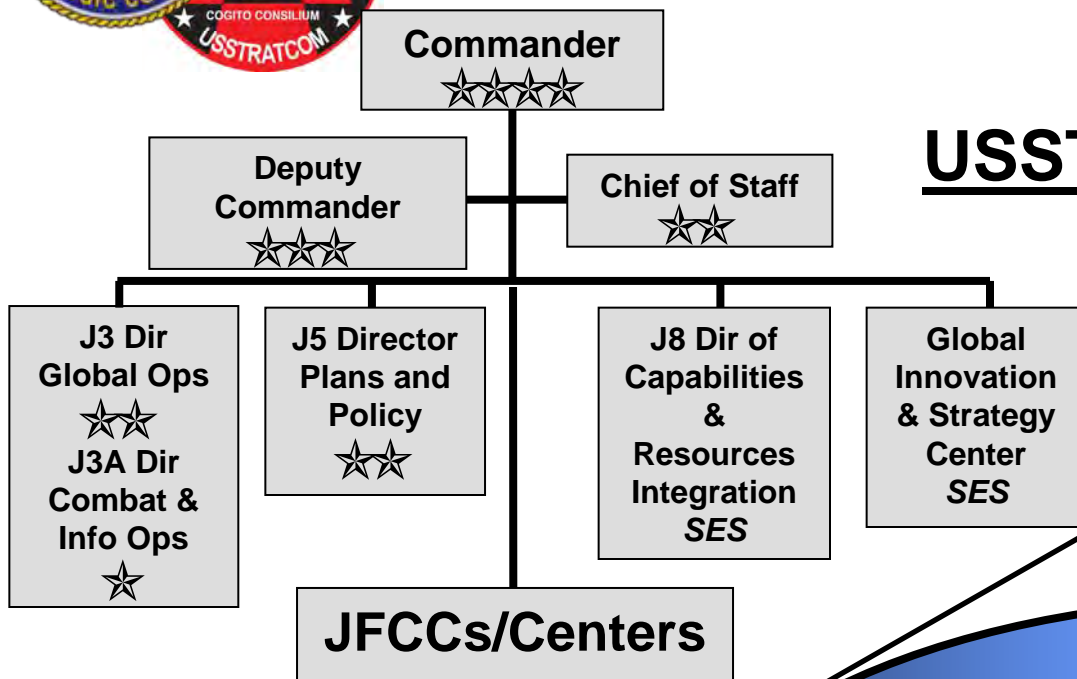 COGITO CONSILIUM
USSTRATCOM
Commander
Deputy
Commander
Chief of Staff
J3 Dir
Global Ops
J3A Dir
Combat &
Info Ops
J5 Director
Plans and
Policy
J8 Dir of
Capabilities
&
Resources
Integration
SES
Global
Innovation
& Strategy
Center
SES
JFCCs/Centers